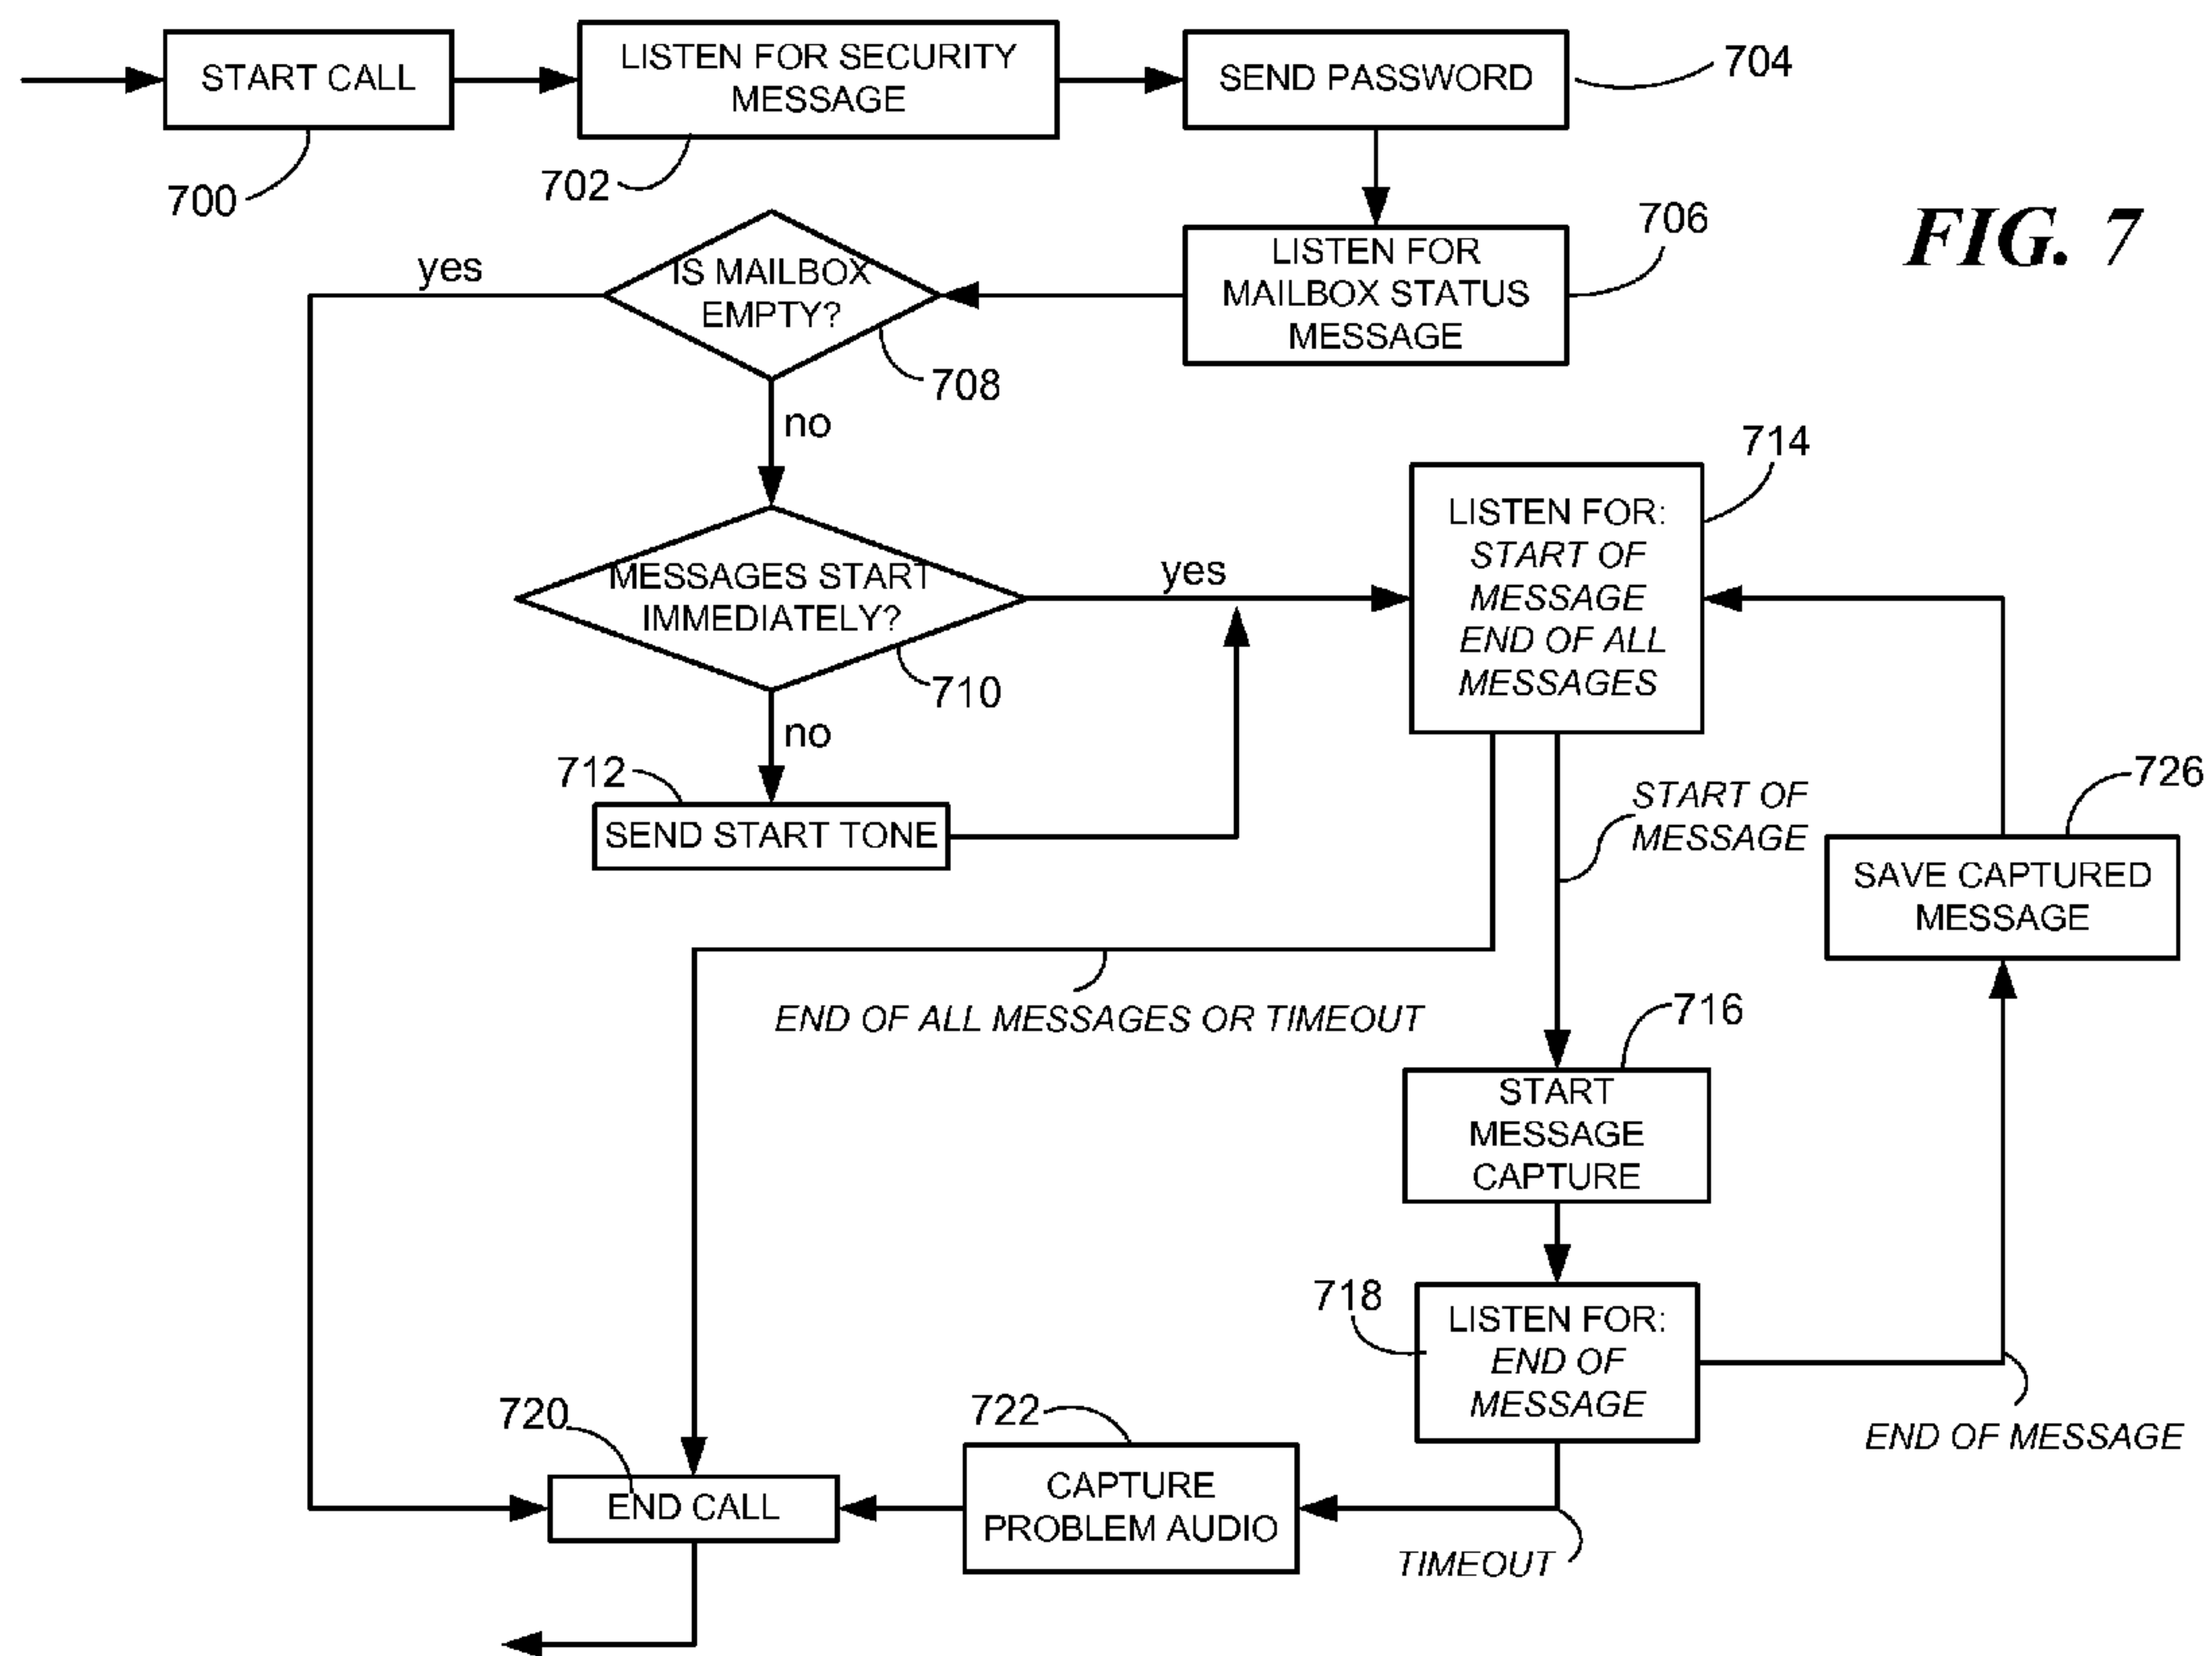 START CALL
LISTEN FOR SECURITY
MESSAGE
SEND PASSWORD
704
700
702
706
FIG. 7
LISTEN FOR
MAILBOX STATUS
MESSAGE
yes
IS MAILBOX
EMPTY?
708
no
714
LISTEN FOR:
START OF
MESSAGE
END OF ALL
MESSAGES
MESSAGES START
IMMEDIATELY?
yes
710
no
712
SEND START TONE
START OF
MESSAGE
726
SAVE CAPTURED
MESSAGE
END OF ALL MESSAGES OR TIMEOUT
716
START
MESSAGE
CAPTURE
718
LISTEN FOR:
END OF
MESSAGE
END OF MESSAGE
720
END CALL
722
CAPTURE
PROBLEM AUDIO
TIMEOUT